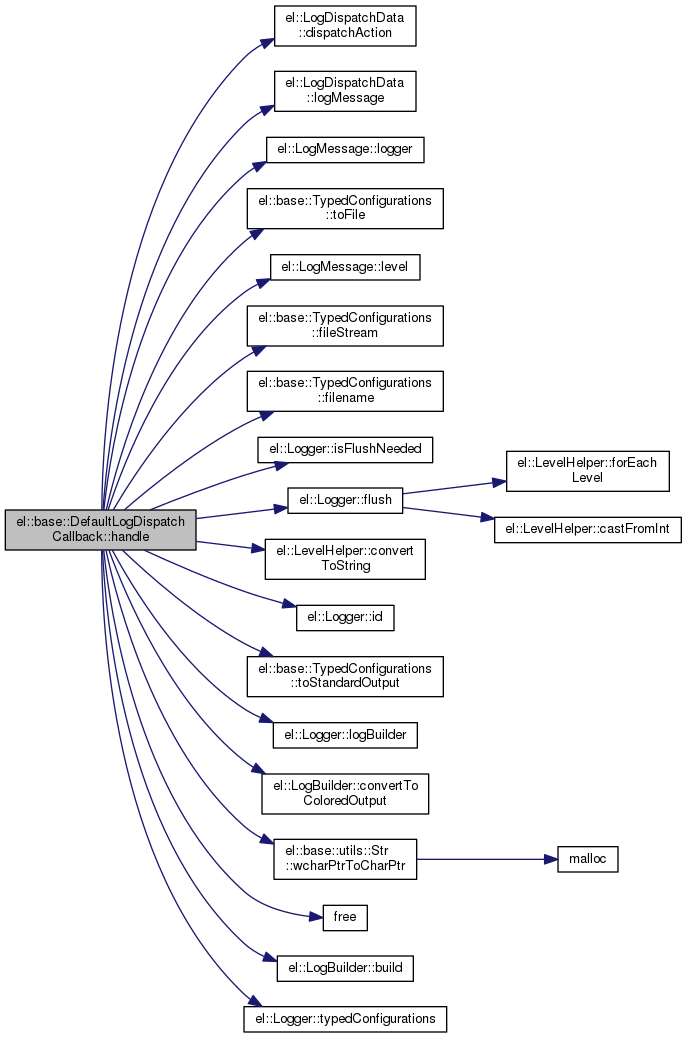 el::LogDispatchData
::dispatchAction
el::LogDispatchData
::logMessage
el::LogMessage::logger
el::base::TypedConfigurations
::toFile
el::LogMessage::level
el::base::TypedConfigurations
::fileStream
el::base::TypedConfigurations
::filename
el::Logger::isFlushNeeded
el::LevelHelper::forEach
Level
el::Logger::flush
el::base::DefaultLogDispatch
Callback::handle
el::LevelHelper::castFromInt
el::LevelHelper::convert
ToString
el::Logger::id
el::base::TypedConfigurations
::toStandardOutput
el::Logger::logBuilder
el::LogBuilder::convertTo
ColoredOutput
el::base::utils::Str
::wcharPtrToCharPtr
malloc
free
el::LogBuilder::build
el::Logger::typedConfigurations